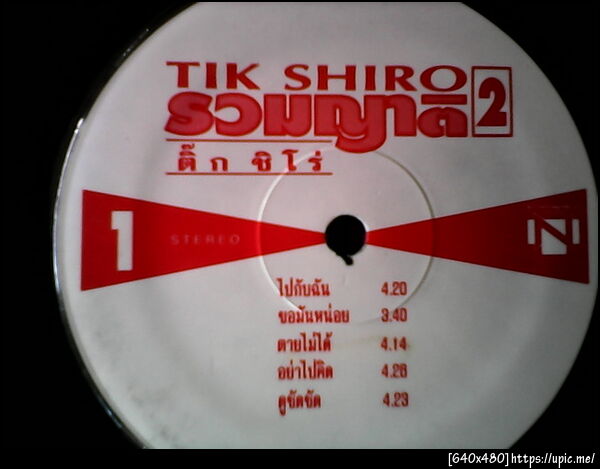 TIK SHIRO
รวมญาติ 2
ติ๊ก ชิโร่
1
STEREO
ไปกับฉัน 4.20
ขอมันหน่อย 3.40
ตายไม่ได้ 4.14
อย่าไปคิด 4.26
ดูชัดชัด 4.23
[640x480]https://upic.me/